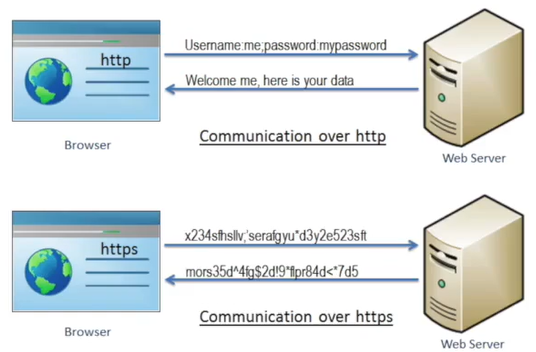 http
Username:me;password:mypassword
Welcome me, here is your data
Communication over http
Browser
Web Server
https
x234sfhsllv;'serafgyu"d3y2e523sft
mors35d^4fg$2d!9"flpr84d<"7d5
Communication over https
Browser
Web Server